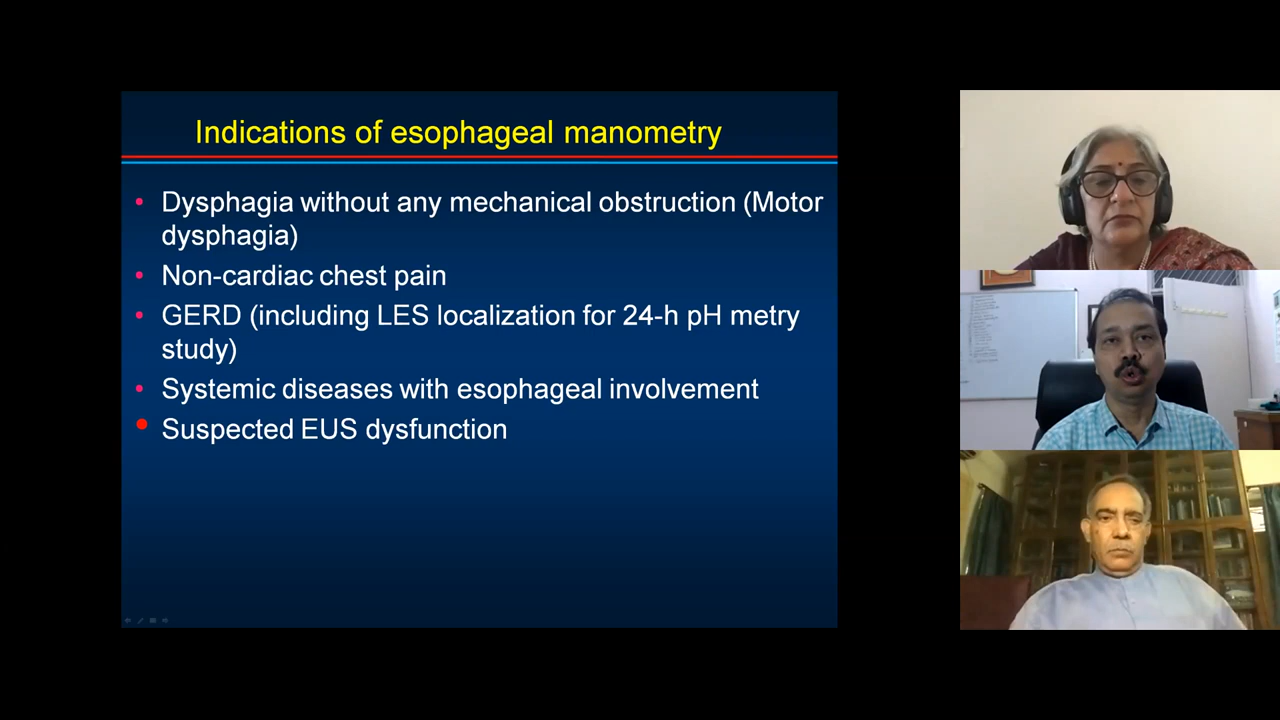 Indications of esophageal manometry
• Dysphagia without any mechanical obstruction (Motor
dysphagia)
• Non-cardiac chest pain
• GERD (including LES localization for 24-h pH metry
study)
• Systemic diseases with esophageal involvement
• Suspected EUS dysfunction